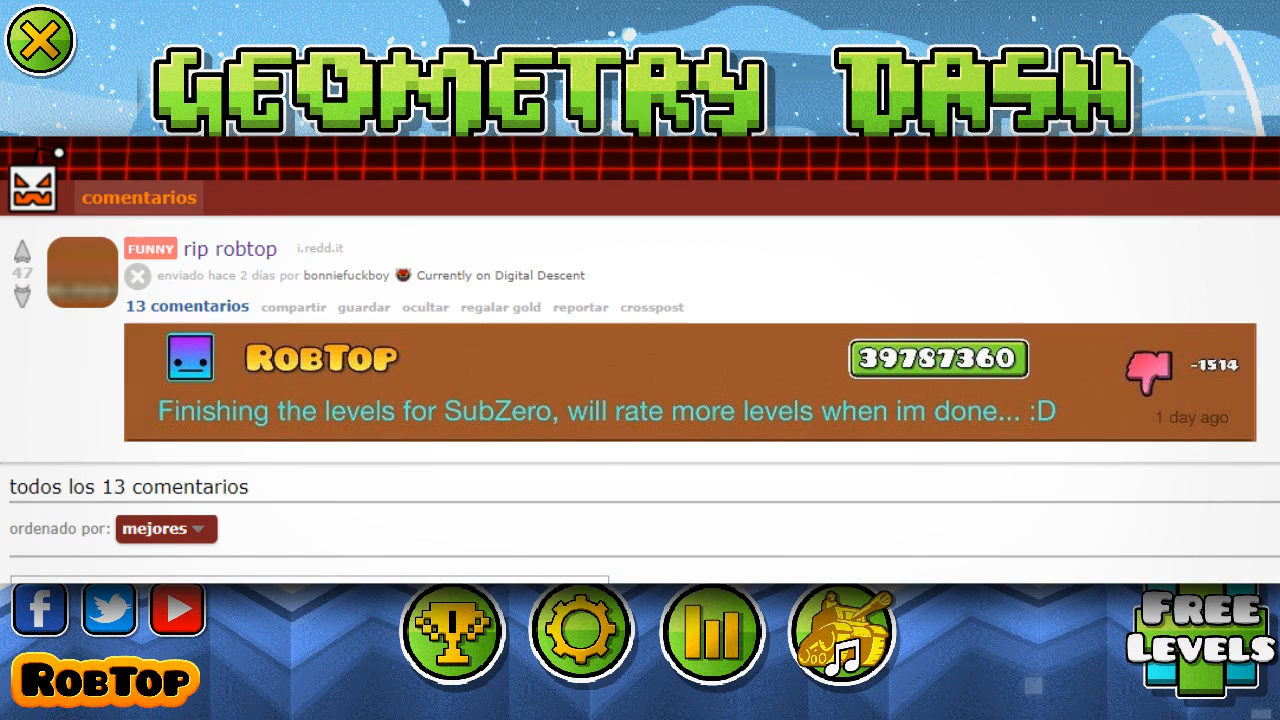 GEOMETRY DASH
comentarios
FUNNY rip robtop i.redd.it
47
enviado hace 2 días por bonniefuckboy Currently on Digital Descent
13 comentarios compartir guardar ocultar regalar gold reportar crosspost
RobTop 39787360 -1514
Finishing the levels for SubZero, will rate more levels when im done... :D
1 day ago
todos los 13 comentarios
ordenado por: mejores
f
FREE
LEVELS
RobTop